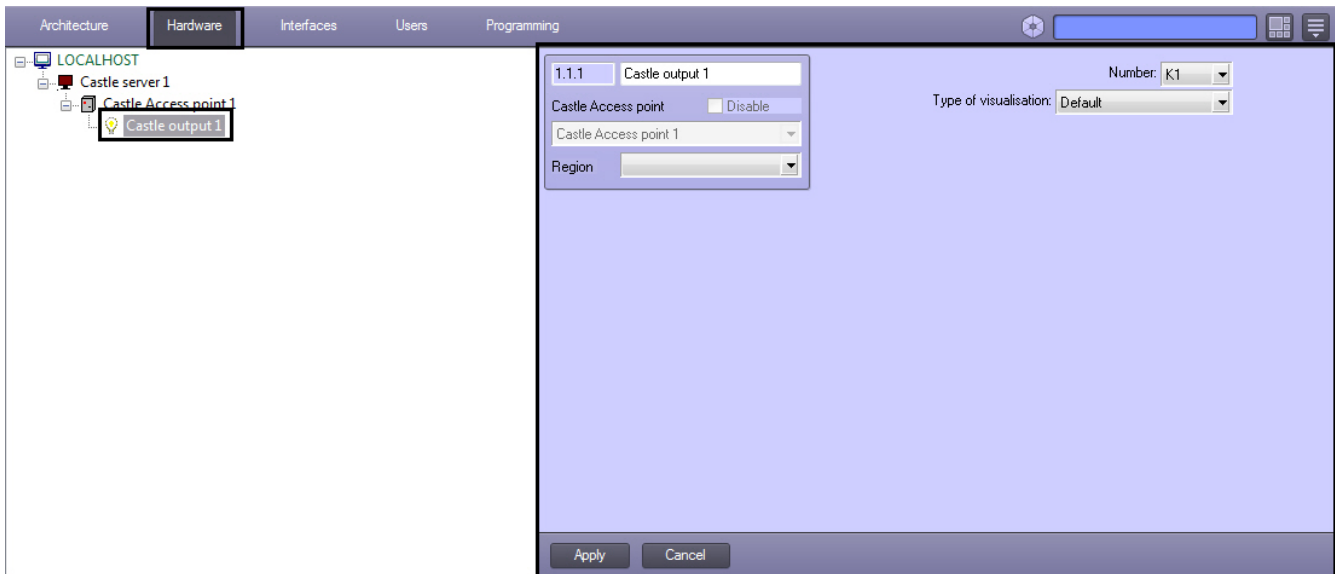 Architecture Hardware Interfaces Users Programming
LOCALHOST
Castle server 1
Castle Access point 1
Castle output 1
1.1.1 Castle output 1
Castle Access point Disable
Castle Access point 1
Region
Number: K1
Type of visualisation: Default
Apply Cancel